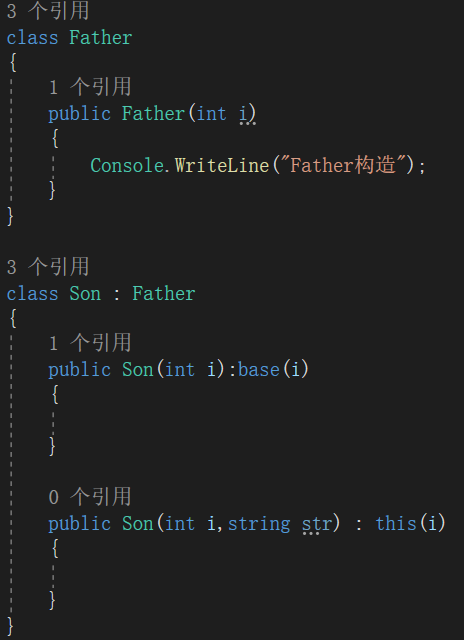 3 个引用
class Father
{
1 个引用
public Father(int i)
{
Console.WriteLine("Father构造");
}
}
3 个引用
class Son : Father
{
1 个引用
public Son(int i):base(i)
{
}
0 个引用
public Son(int i,string str) : this(i)
{
}
}